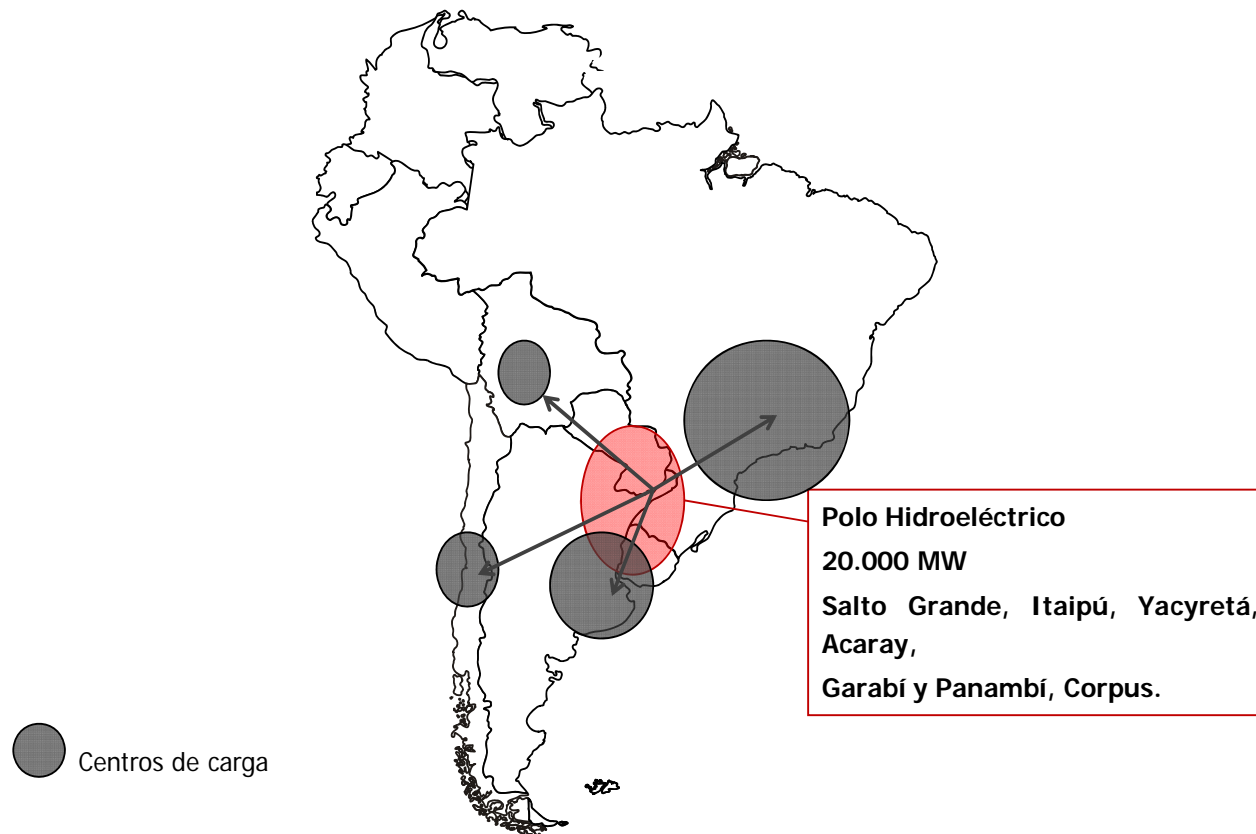 Polo Hidroeléctrico
20.000 MW
Salto Grande, Itaipú, Yacyretá,
Acaray,
Garabí y Panambí, Corpus.
Centros de carga